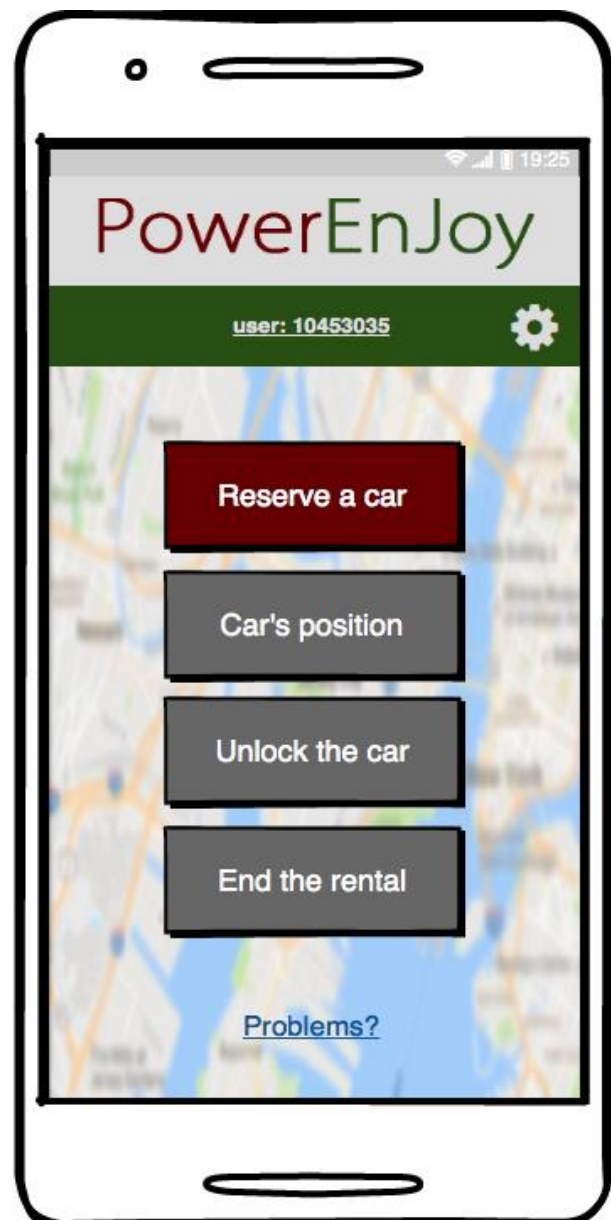 19:25
PowerEnJoy
user: 10453035
Reserve a car
Car's position
Unlock the car
End the rental
Problems?